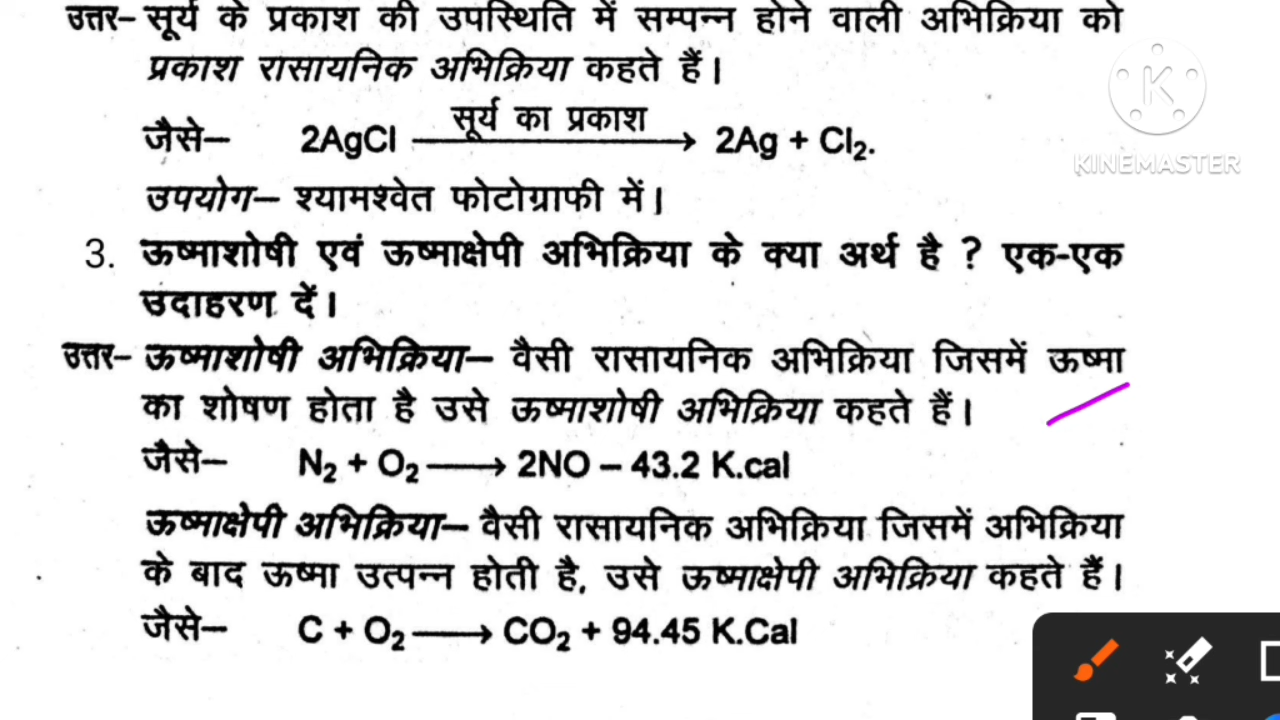 उत्तर– सूर्य के प्रकाश की उपस्थिति में सम्पन्न होने वाली अभिक्रिया को
प्रकाश रासायनिक अभिक्रिया कहते हैं।
जैसे– 2AgCl सूर्य का प्रकाश⟶ 2Ag + Cl₂.
उपयोग– श्यामश्वेत फोटोग्राफी में।
3. ऊष्माशोषी एवं ऊष्माक्षेपी अभिक्रिया के क्या अर्थ है ? एक-एक
उदाहरण दें।
उत्तर– ऊष्माशोषी अभिक्रिया– वैसी रासायनिक अभिक्रिया जिसमें ऊष्मा
का शोषण होता है उसे ऊष्माशोषी अभिक्रिया कहते हैं।
जैसे– N₂ + O₂ ⟶ 2NO – 43.2 K.cal
ऊष्माक्षेपी अभिक्रिया– वैसी रासायनिक अभिक्रिया जिसमें अभिक्रिया
के बाद ऊष्मा उत्पन्न होती है, उसे ऊष्माक्षेपी अभिक्रिया कहते हैं।
जैसे– C + O₂ ⟶ CO₂ + 94.45 K.Cal
K
KINEMASTER